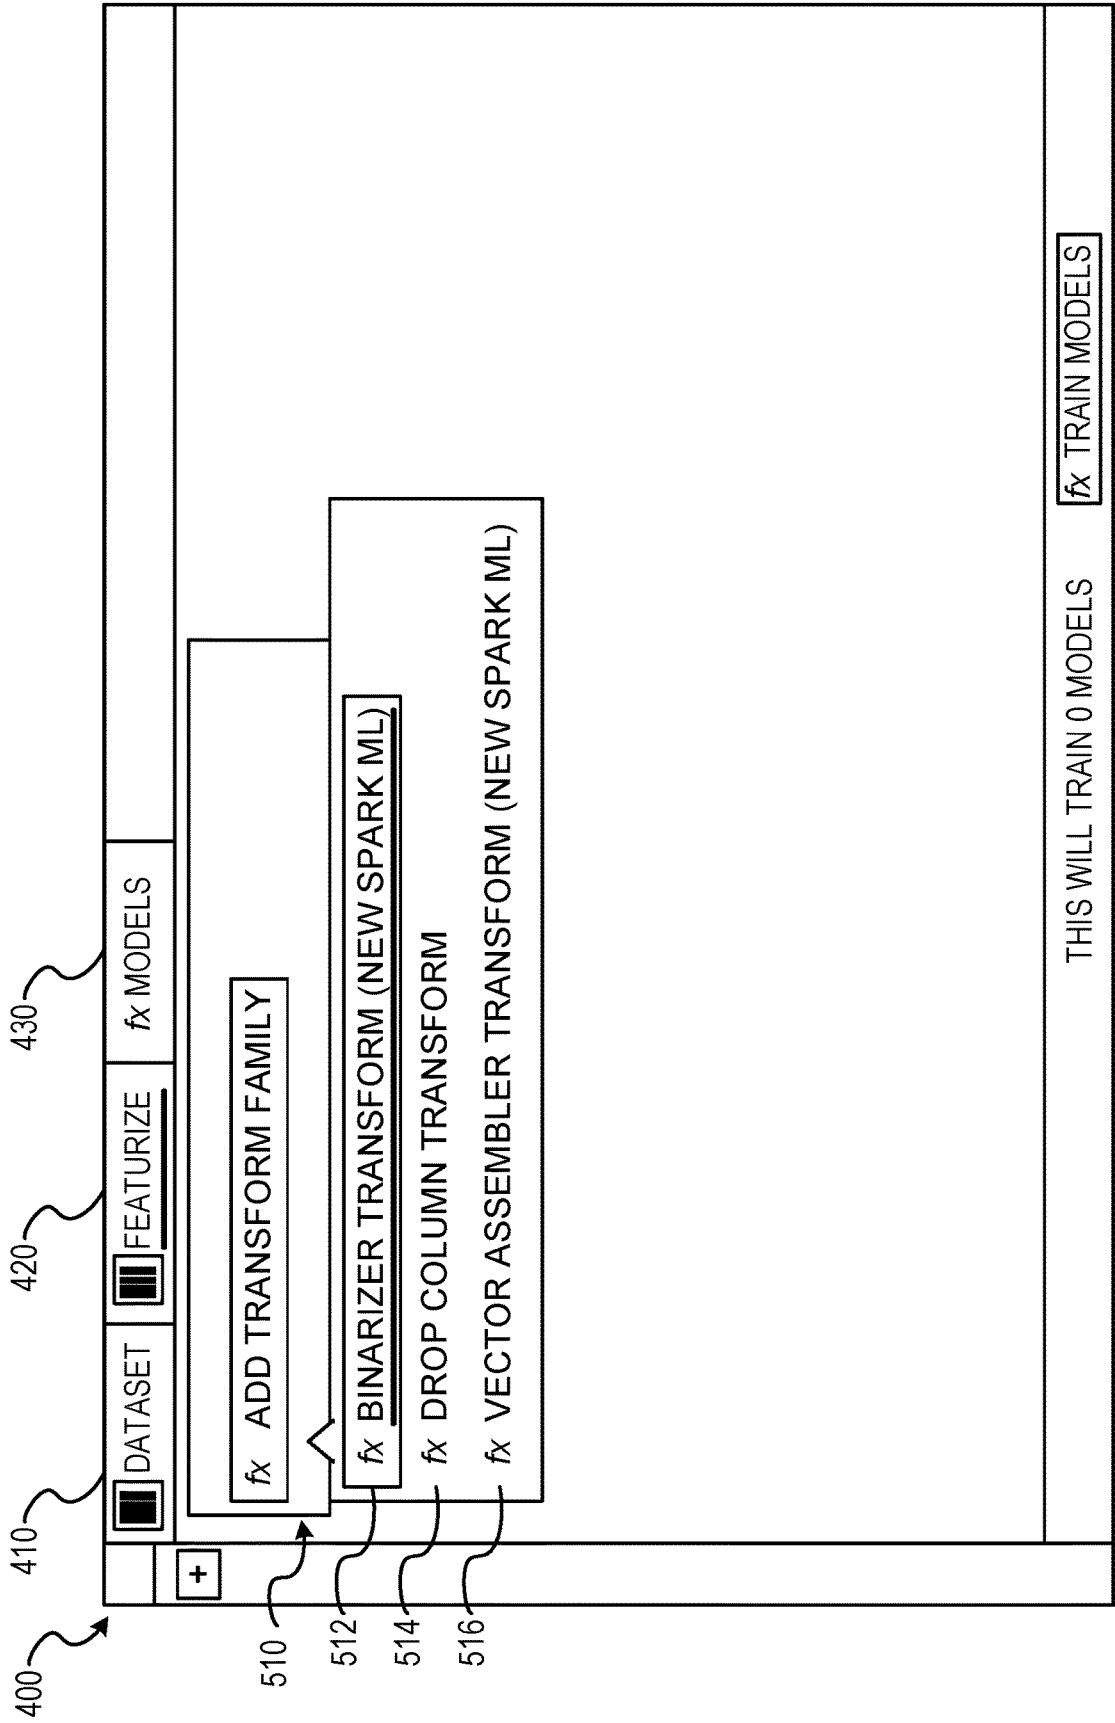 400
410
420
430
DATASET
FEATURIZE
fx MODELS
+
510
fx ADD TRANSFORM FAMILY
512
fx BINARIZER TRANSFORM (NEW SPARK ML)
514
fx DROP COLUMN TRANSFORM
516
fx VECTOR ASSEMBLER TRANSFORM (NEW SPARK ML)
THIS WILL TRAIN 0 MODELS
fx TRAIN MODELS